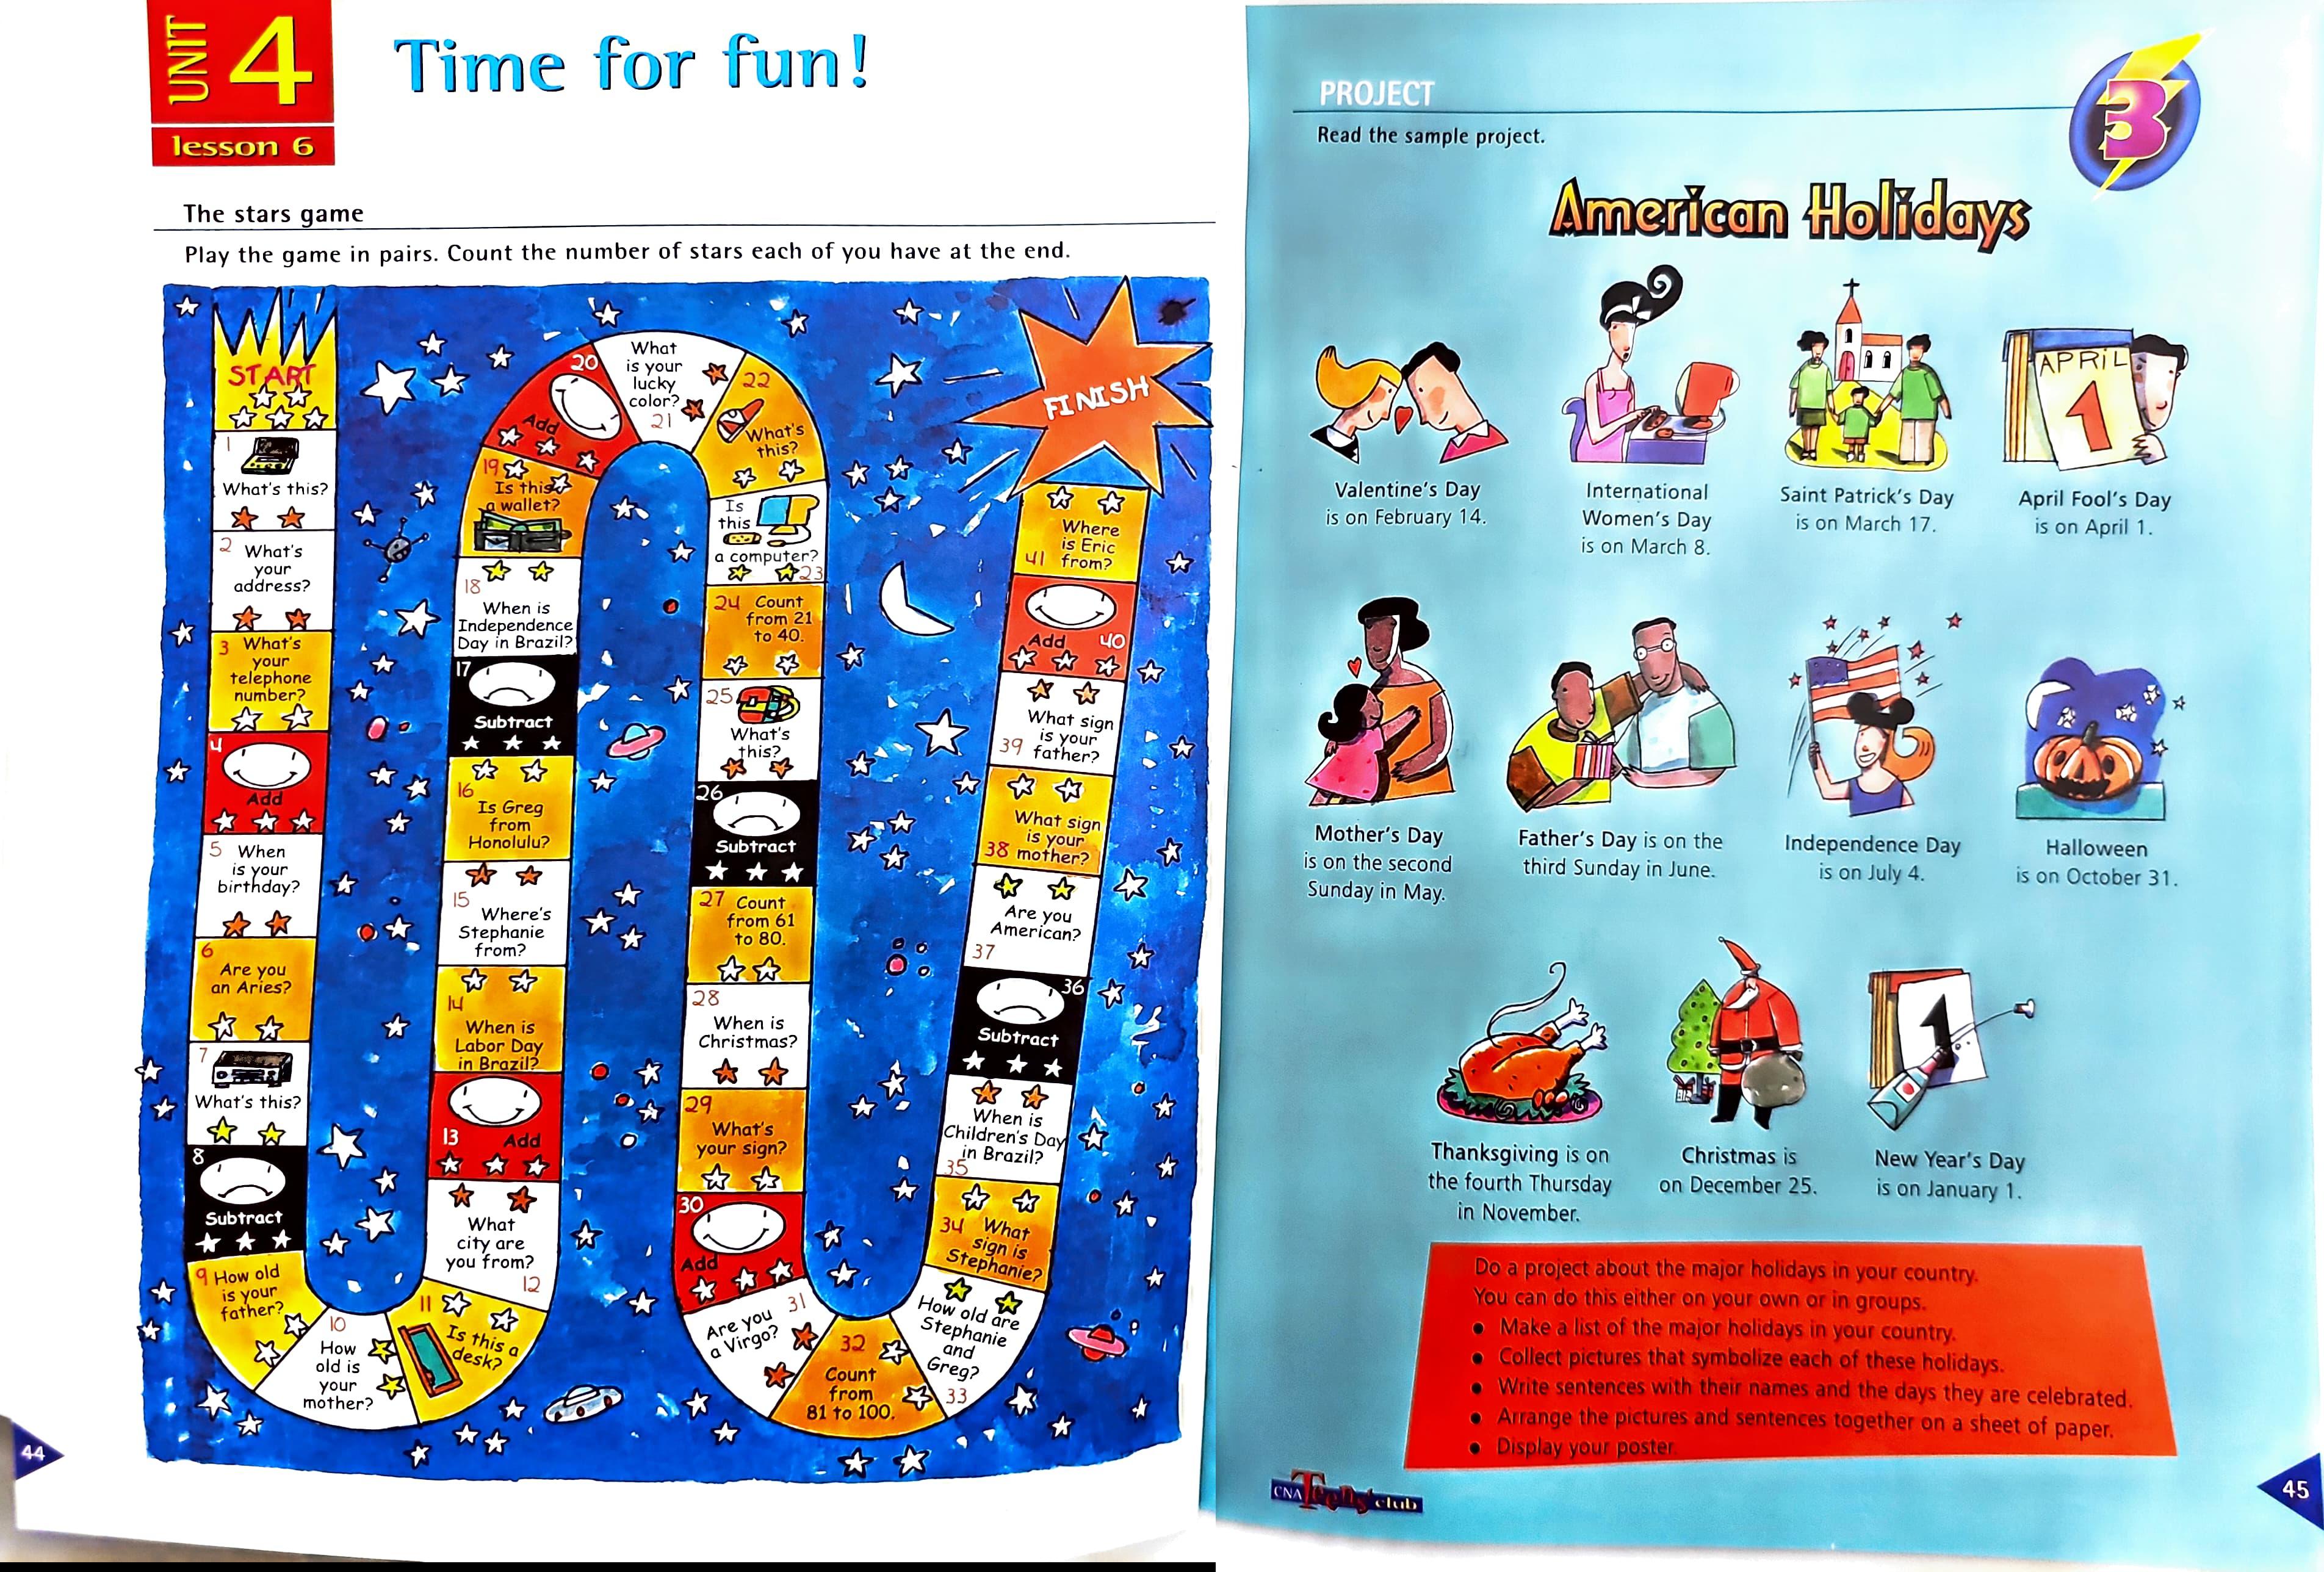 UNIT
4
lesson 6
Time for fun!
The stars game
Play the game in pairs. Count the number of stars each of you have at the end.
START
1
What's this?
2 What's
your
address?
3 What's
your
telephone
number?
4
Add
5 When
is your
birthday?
6
Are you
an Aries?
7
What's this?
8
Subtract
9 How old
is your
father?
10
How
old is
your
mother?
11
Is this a
desk?
What
city are
you from?
12
13 Add
14
When is
Labor Day
in Brazil?
15
Where's
Stephanie
from?
16
Is Greg
from
Honolulu?
17
Subtract
18
When is
Independence
Day in Brazil?
19
Is this
a wallet?
20
Add
What
is your
lucky
color?
21
22
What's
this?
Is
this
a computer?
23
24 Count
from 21
to 40.
25
What's
this?
26
Subtract
27 Count
from 61
to 80.
28
When is
Christmas?
29
What's
your sign?
30
Add
31
Are you
a Virgo?
32
Count
from
81 to 100.
How old are
Stephanie
and
Greg?
33
34 What
sign is
Stephanie?
When is
Children's Day
in Brazil?
35
36
Subtract
Are you
American?
37
What sign
is your
38 mother?
What sign
is your
39 father?
Add 40
Where
is Eric
41 from?
FINISH
44
PROJECT
3
Read the sample project.
American Holidays
APRIL
1
Valentine's Day
is on February 14.
International
Women's Day
is on March 8.
Saint Patrick's Day
is on March 17.
April Fool's Day
is on April 1.
Mother's Day
is on the second
Sunday in May.
Father's Day is on the
third Sunday in June.
Independence Day
is on July 4.
Halloween
is on October 31.
1
Thanksgiving is on
the fourth Thursday
in November.
Christmas is
on December 25.
New Year's Day
is on January 1.
Do a project about the major holidays in your country.
You can do this either on your own or in groups.
• Make a list of the major holidays in your country.
• Collect pictures that symbolize each of these holidays.
• Write sentences with their names and the days they are celebrated.
• Arrange the pictures and sentences together on a sheet of paper.
• Display your poster.
CNA Teens' club
45